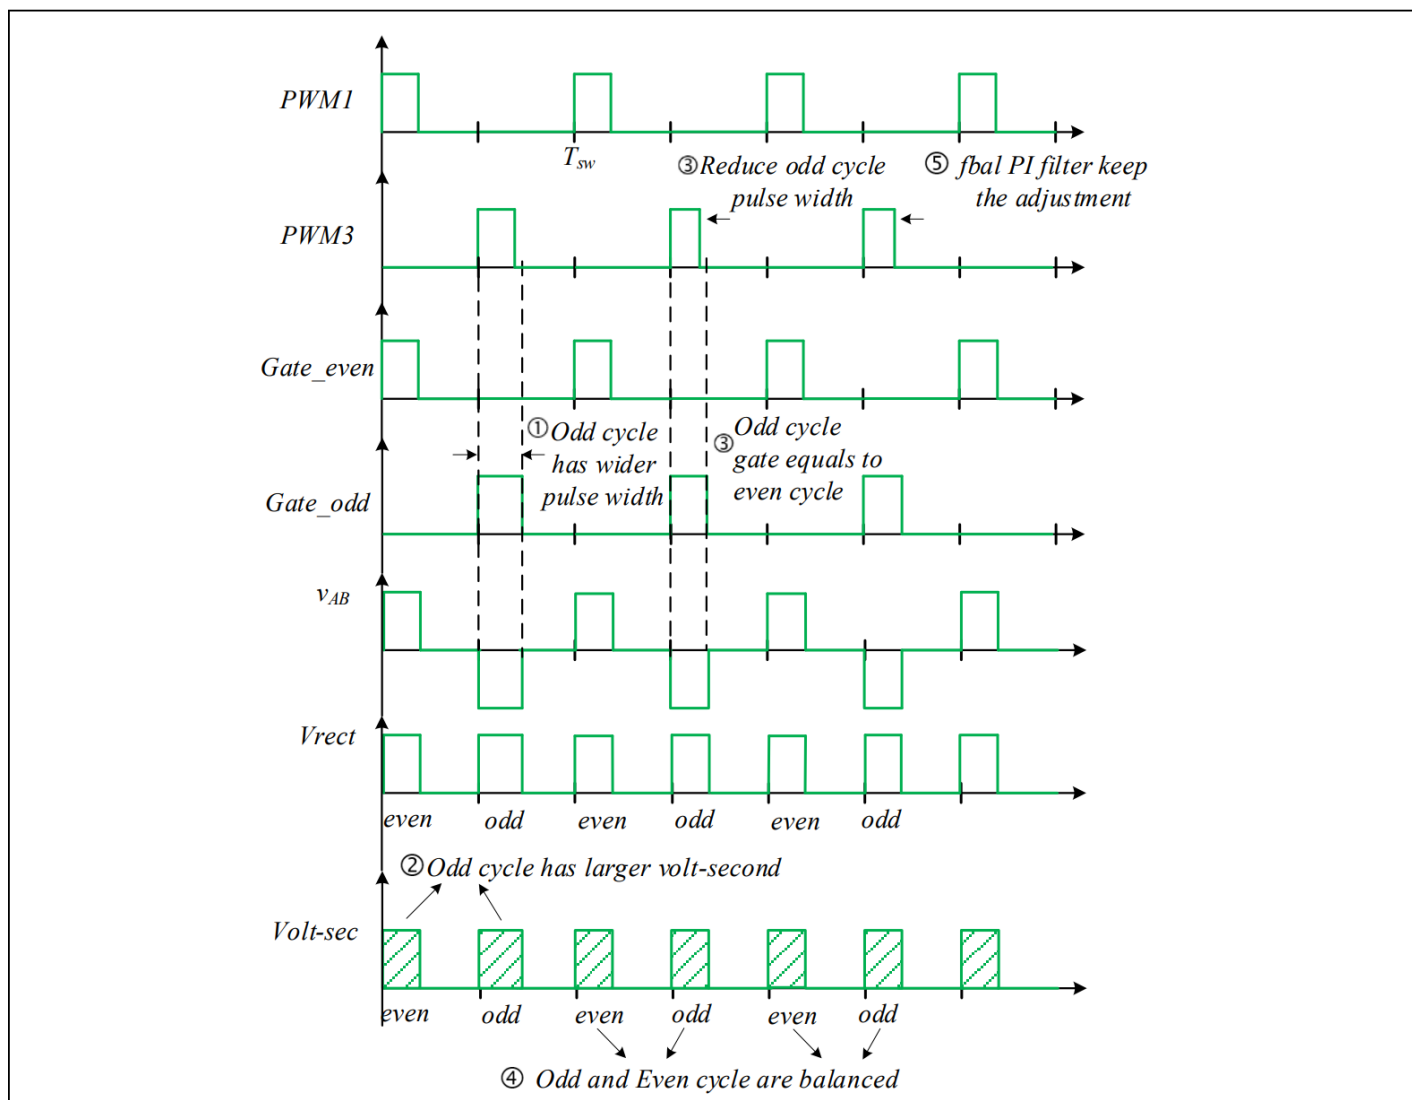 PWM1
T_sw
③Reduce odd cycle
pulse width
⑤ fbal PI filter keep
the adjustment
PWM3
Gate_even
①Odd cycle
has wider
pulse width
③Odd cycle
gate equals to
even cycle
Gate_odd
v_AB
Vrect
even odd even odd even odd
②Odd cycle has larger volt-second
Volt-sec
even odd even odd even odd
④ Odd and Even cycle are balanced